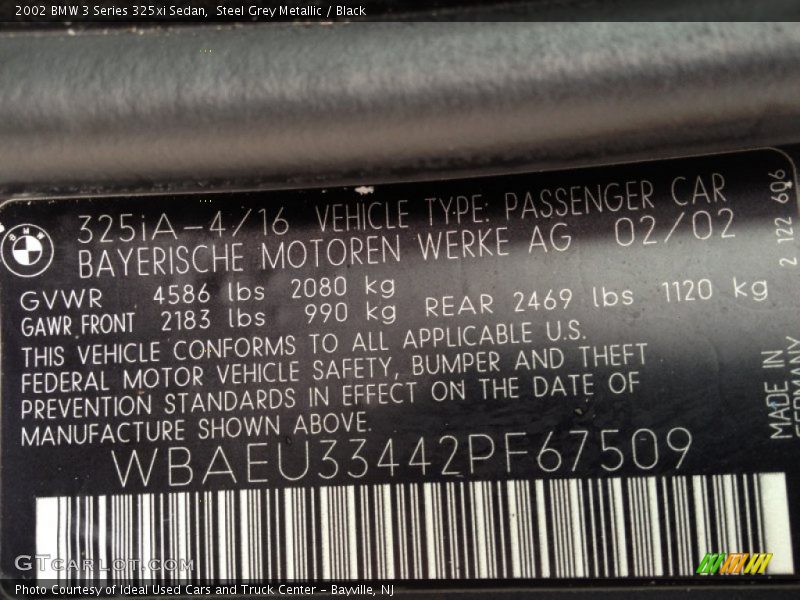 2002 BMW 3 Series 325xi Sedan,  Steel Grey Metallic / Black
BMW
325iA-4/16 VEHICLE TYPE: PASSENGER CAR
BAYERISCHE MOTOREN WERKE AG 02/02
GVWR 4586 lbs 2080 kg
GAWR FRONT 2183 lbs 990 kg REAR 2469 lbs 1120 kg
THIS VEHICLE CONFORMS TO ALL APPLICABLE U.S.
FEDERAL MOTOR VEHICLE SAFETY, BUMPER AND THEFT
PREVENTION STANDARDS IN EFFECT ON THE DATE OF
MANUFACTURE SHOWN ABOVE.
WBAEU33442PF67509
2 122 606
MADE IN
GERMANY
GTCarLot.com
Photo Courtesy of Ideal Used Cars and Truck Center – Bayville, NJ